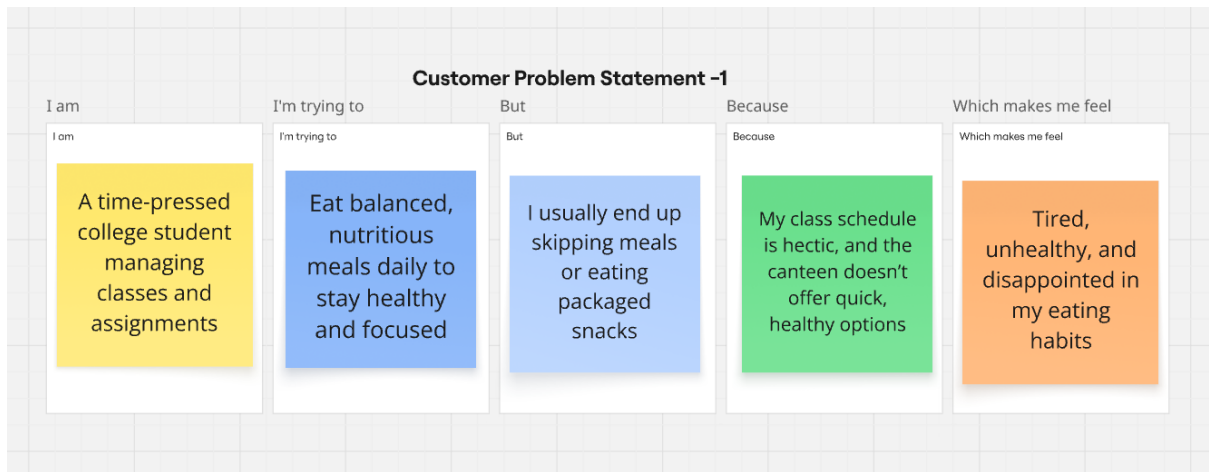 Customer Problem Statement -1
I am
I'm trying to
But
Because
Which makes me feel
I am
I'm trying to
But
Because
Which makes me feel
A time-pressed
college student
managing
classes and
assignments
Eat balanced,
nutritious
meals daily to
stay healthy
and focused
I usually end up
skipping meals
or eating
packaged
snacks
My class schedule
is hectic, and the
canteen doesn’t
offer quick,
healthy options
Tired,
unhealthy, and
disappointed in
my eating
habits